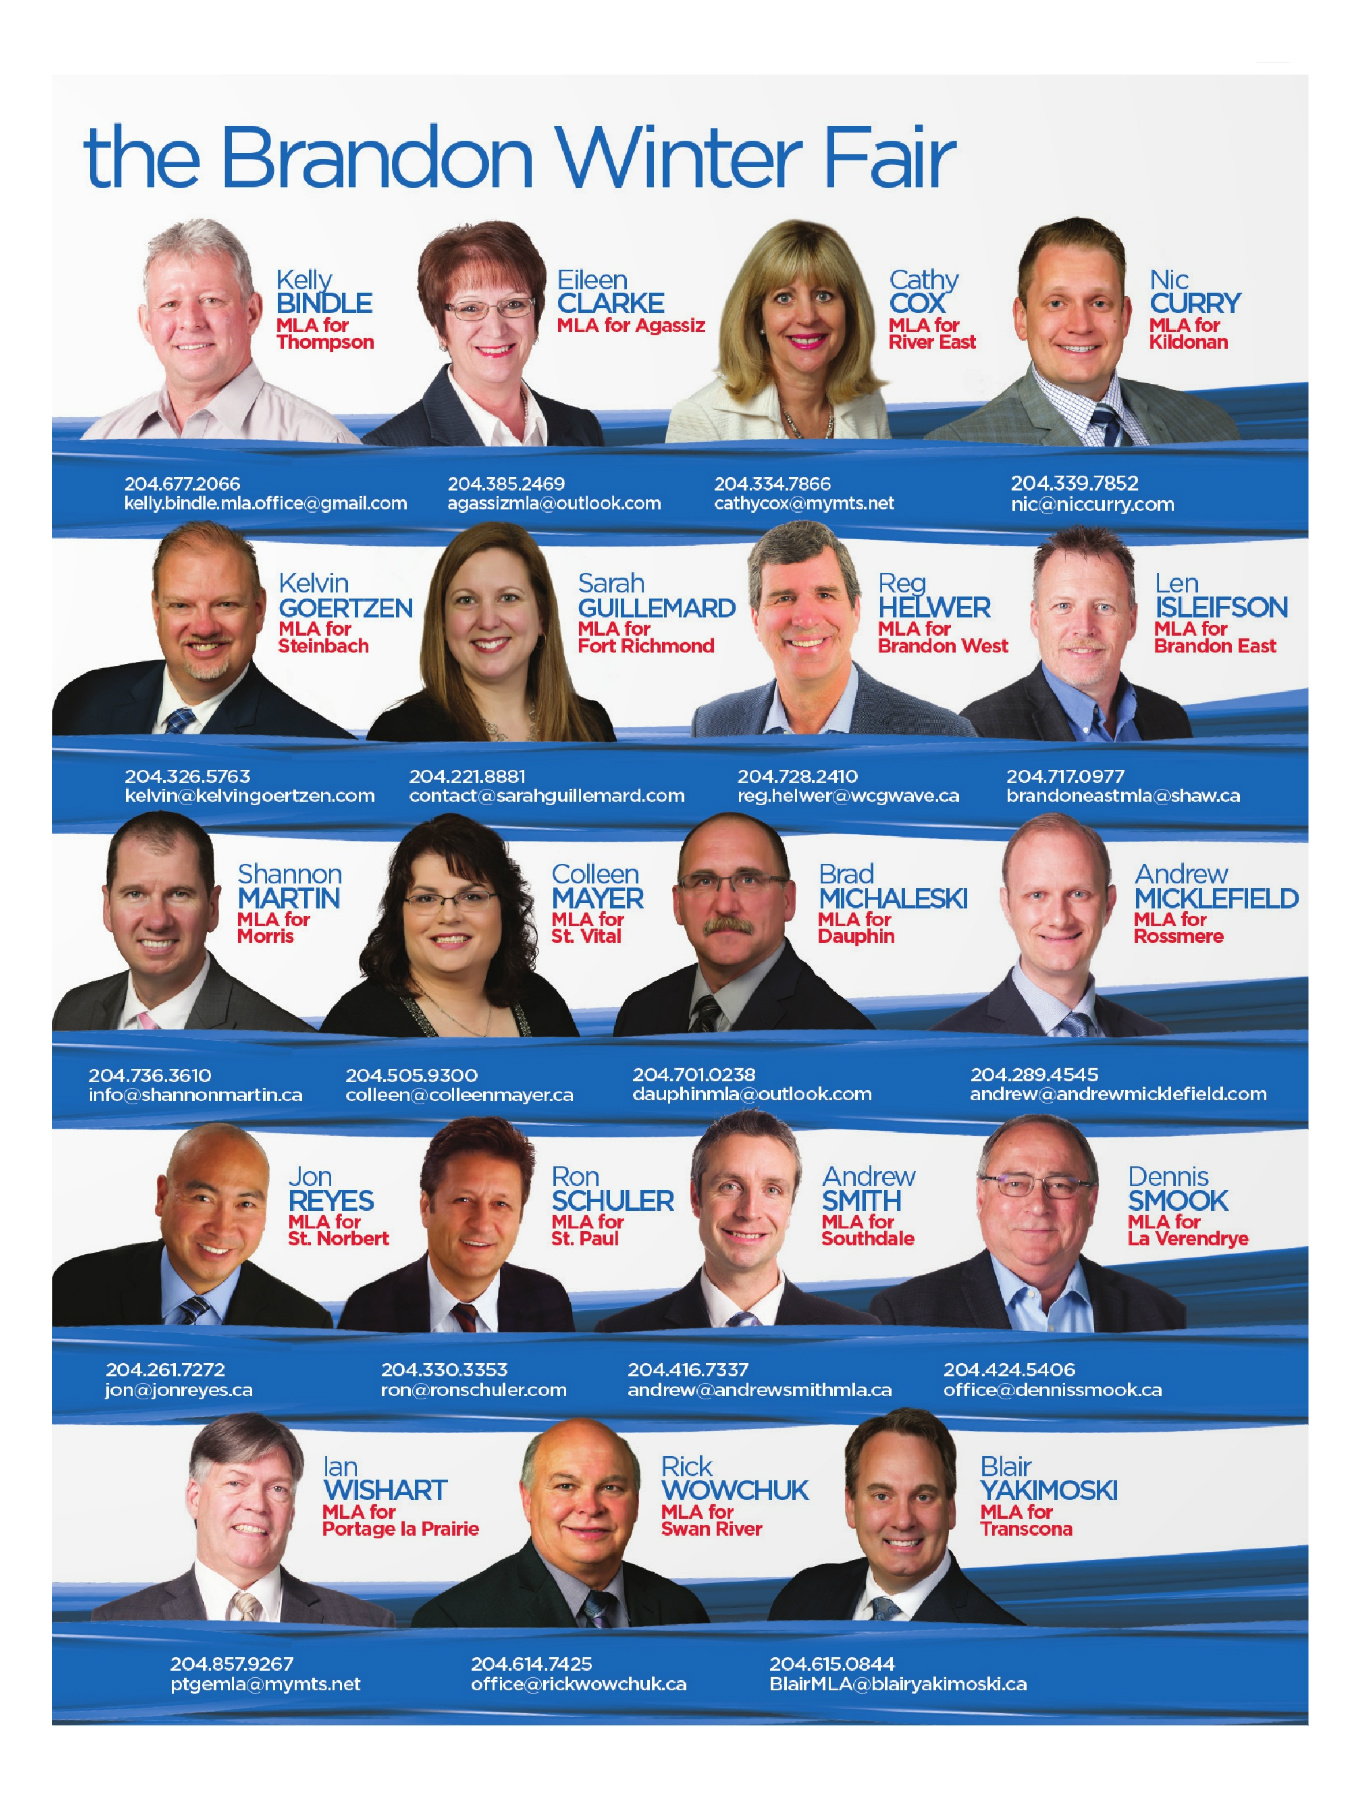 the Brandon Winter Fair
Kelly
BINDLE
MLA for
Thompson
Eileen
CLARKE
MLA for Agassiz
Cathy
COX
MLA for
River East
Nic
CURRY
MLA for
Kildonan
204.677.2066
kelly.bindle.mla.office@gmail.com
204.385.2469
agassizmla@outlook.com
204.334.7866
cathycox@mymts.net
204.339.7852
nic@niccurry.com
Kelvin
GOERTZEN
MLA for
Steinbach
Sarah
GUILLEMARD
MLA for
Fort Richmond
Reg
HELWER
MLA for
Brandon West
Len
ISLEIFSON
MLA for
Brandon East
204.326.5763
kelvin@kelvingoertzen.com
204.221.8881
contact@sarahguillemard.com
204.728.2410
reg.helwer@wcgwave.ca
204.717.0977
brandoneastmla@shaw.ca
Shannon
MARTIN
MLA for
Morris
Colleen
MAYER
MLA for
St. Vital
Brad
MICHALESKI
MLA for
Dauphin
Andrew
MICKLEFIELD
MLA for
Rossmere
204.736.3610
info@shannonmartin.ca
204.505.9300
colleen@colleenmayer.ca
204.701.0238
dauphinmla@outlook.com
204.289.4545
andrew@andrewmicklefield.com
Jon
REYES
MLA for
St. Norbert
Ron
SCHULER
MLA for
St. Paul
Andrew
SMITH
MLA for
Southdale
Dennis
SMOOK
MLA for
La Verendrye
204.261.7272
jon@jonreyes.ca
204.330.3353
ron@ronschuler.com
204.416.7337
andrew@andrewsmithmla.ca
204.424.5406
office@dennissmook.ca
Ian
WISHART
MLA for
Portage la Prairie
Rick
WOWCHUK
MLA for
Swan River
Blair
YAKIMOSKI
MLA for
Transcona
204.857.9267
ptgemla@mymts.net
204.614.7425
office@rickwowchuk.ca
204.615.0844
BlairMLA@blairyakimoski.ca